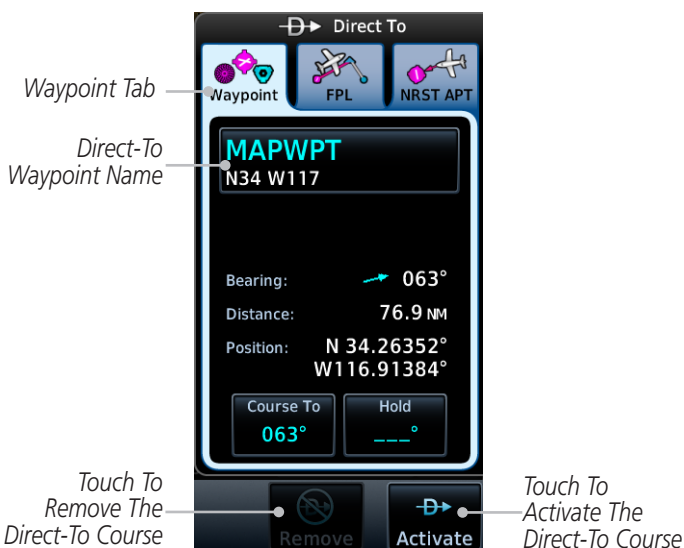 Direct To
Waypoint
FPL
NRST APT
Waypoint Tab
Direct-To
Waypoint Name
MAPWPT
N34 W117
Bearing: 063°
Distance: 76.9 NM
Position: N 34.26352°
W116.91384°
Course To
063°
Hold
___°
Touch To
Remove The
Direct-To Course
Remove
Activate
Touch To
Activate The
Direct-To Course